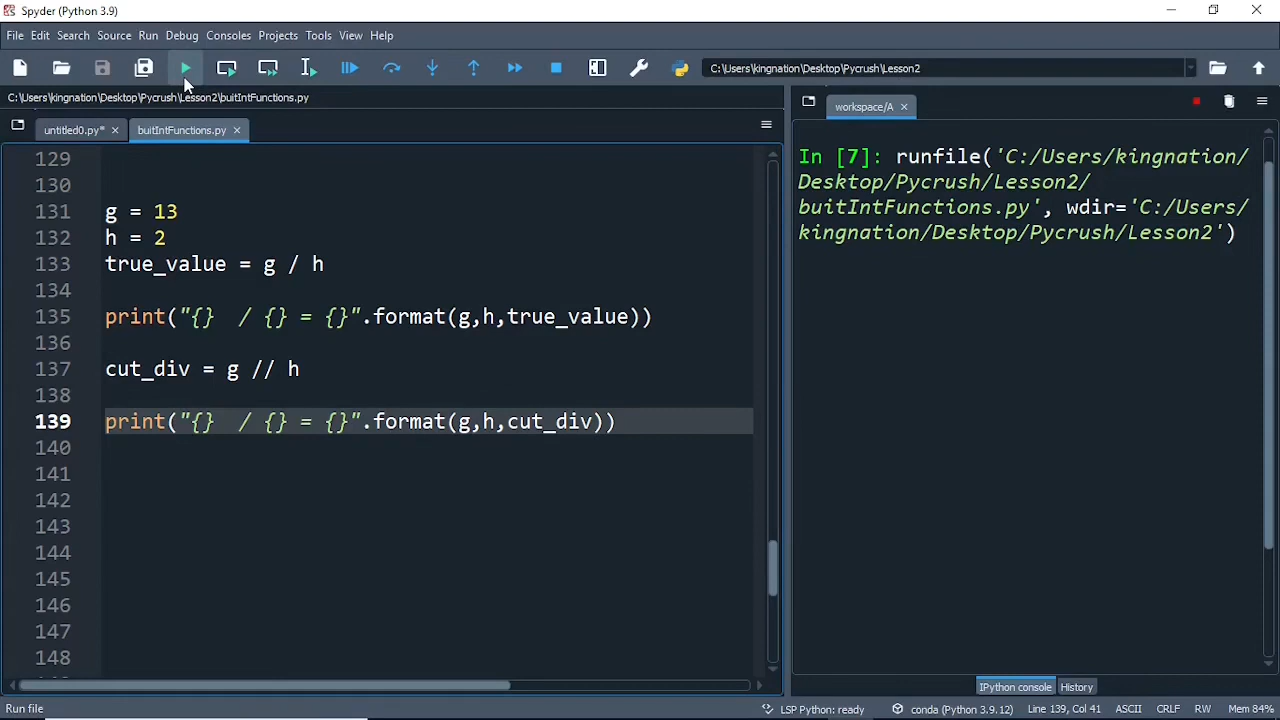 Spyder (Python 3.9)
File Edit Search Source Run Debug Consoles Projects Tools View Help
C:\Users\kingnation\Desktop\Pycrush\Lesson2
C:\Users\kingnation\Desktop\Pycrush\Lesson2\buitIntFunctions.py
untitled0.py*
buitIntFunctions.py
129
130
131 g = 13
132 h = 2
133 true_value = g / h
134
135 print("{}  / {} = {}".format(g,h,true_value))
136
137 cut_div = g // h
138
139 print("{}  / {} = {}".format(g,h,cut_div))
140
141
142
143
144
145
146
147
148
workspace/A
In [7]: runfile('C:/Users/kingnation/
Desktop/Pycrush/Lesson2/
buitIntFunctions.py', wdir='C:/Users/
kingnation/Desktop/Pycrush/Lesson2')
IPython console History
Run file
LSP Python: ready conda (Python 3.9.12) Line 139, Col 41 ASCII CRLF RW Mem 84%